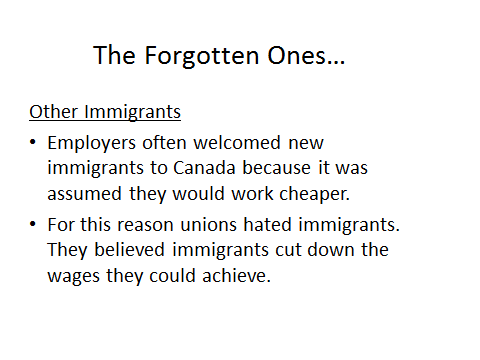 The Forgotten Ones…
Other Immigrants
• Employers often welcomed new
immigrants to Canada because it was
assumed they would work cheaper.
• For this reason unions hated immigrants.
They believed immigrants cut down the
wages they could achieve.